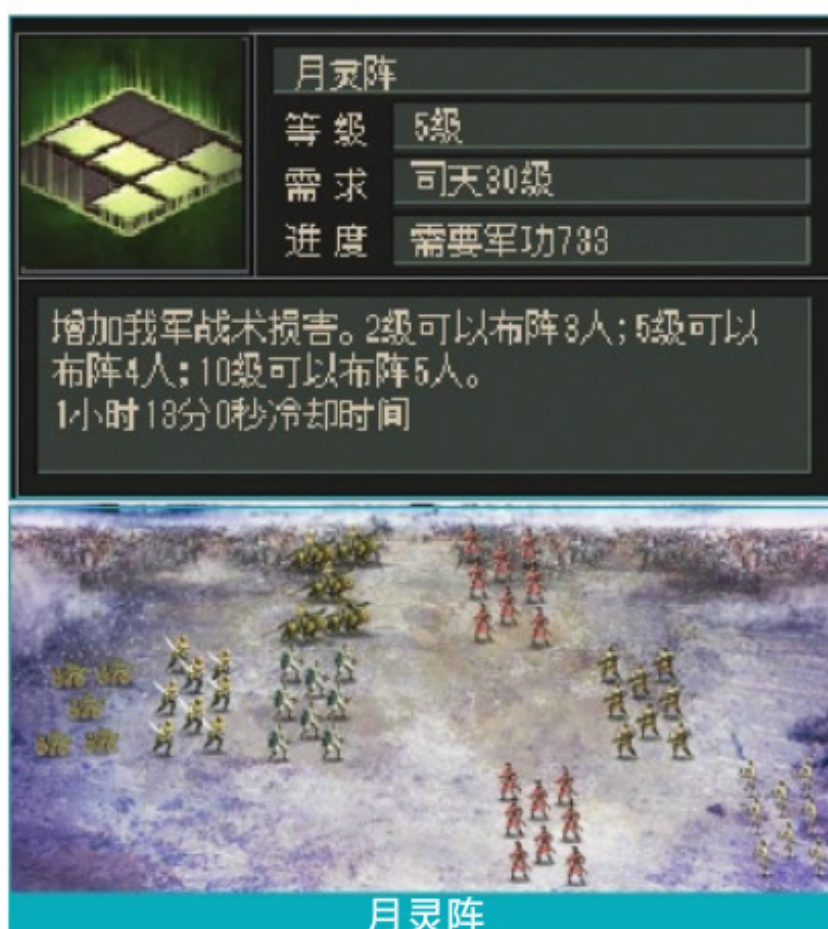 月灵阵
等级 5级
需求 司天30级
进度 需要军功733
增加我军战术损害。2级可以布阵3人;5级可以
布阵4人;10级可以布阵5人。
1小时13分0秒冷却时间
月灵阵